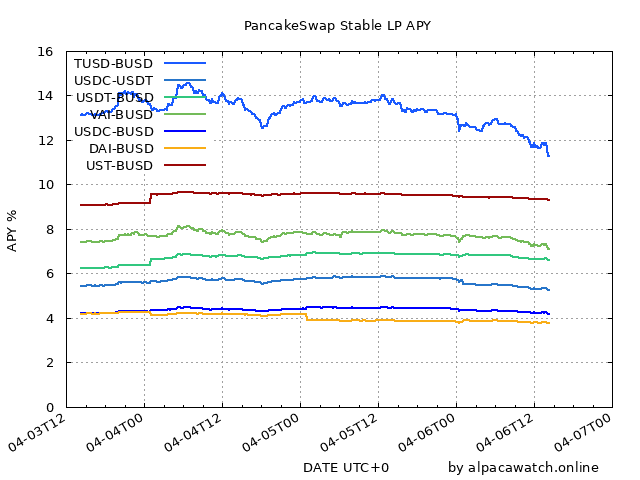 PancakeSwap Stable LP APY
TUSD-BUSD
USDC-USDT
USDT-BUSD
VAI-BUSD
USDC-BUSD
DAI-BUSD
UST-BUSD
APY %
16
14
12
10
8
6
4
2
0
04-03T12
04-04T00
04-04T12
04-05T00
04-05T12
04-06T00
04-06T12
04-07T00
DATE UTC+0
by alpacawatch.online